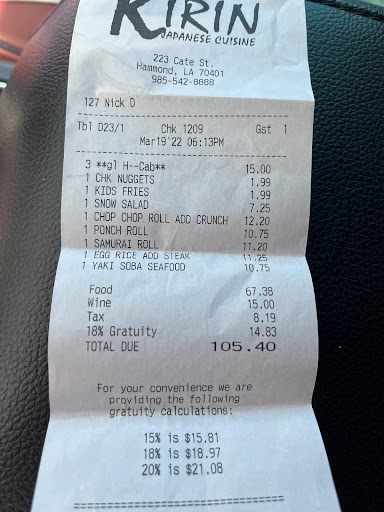 KIRIN
JAPANESE CUISINE
223 Cate St.
Hammond, LA 70401
985-542-8888
127 Nick D
Tbl D23/1 Chk 1209 Gst 1
Mar19'22 06:13PM
3 **gl H--Cab** 15.00
1 CHK NUGGETS 1.99
1 KIDS FRIES 1.99
1 SNOW SALAD 7.25
1 CHOP CHOP ROLL ADD CRUNCH 12.20
1 PONCH ROLL 10.75
1 SAMURAI ROLL 11.20
1 EGG RICE ADD STEAK 11.25
1 YAKI SOBA SEAFOOD 10.75
Food 67.38
Wine 15.00
Tax 8.19
18% Gratuity 14.83
TOTAL DUE 105.40
For your convenience we are
providing the following
gratuity calculations:
15% is $15.81
18% is $18.97
20% is $21.08